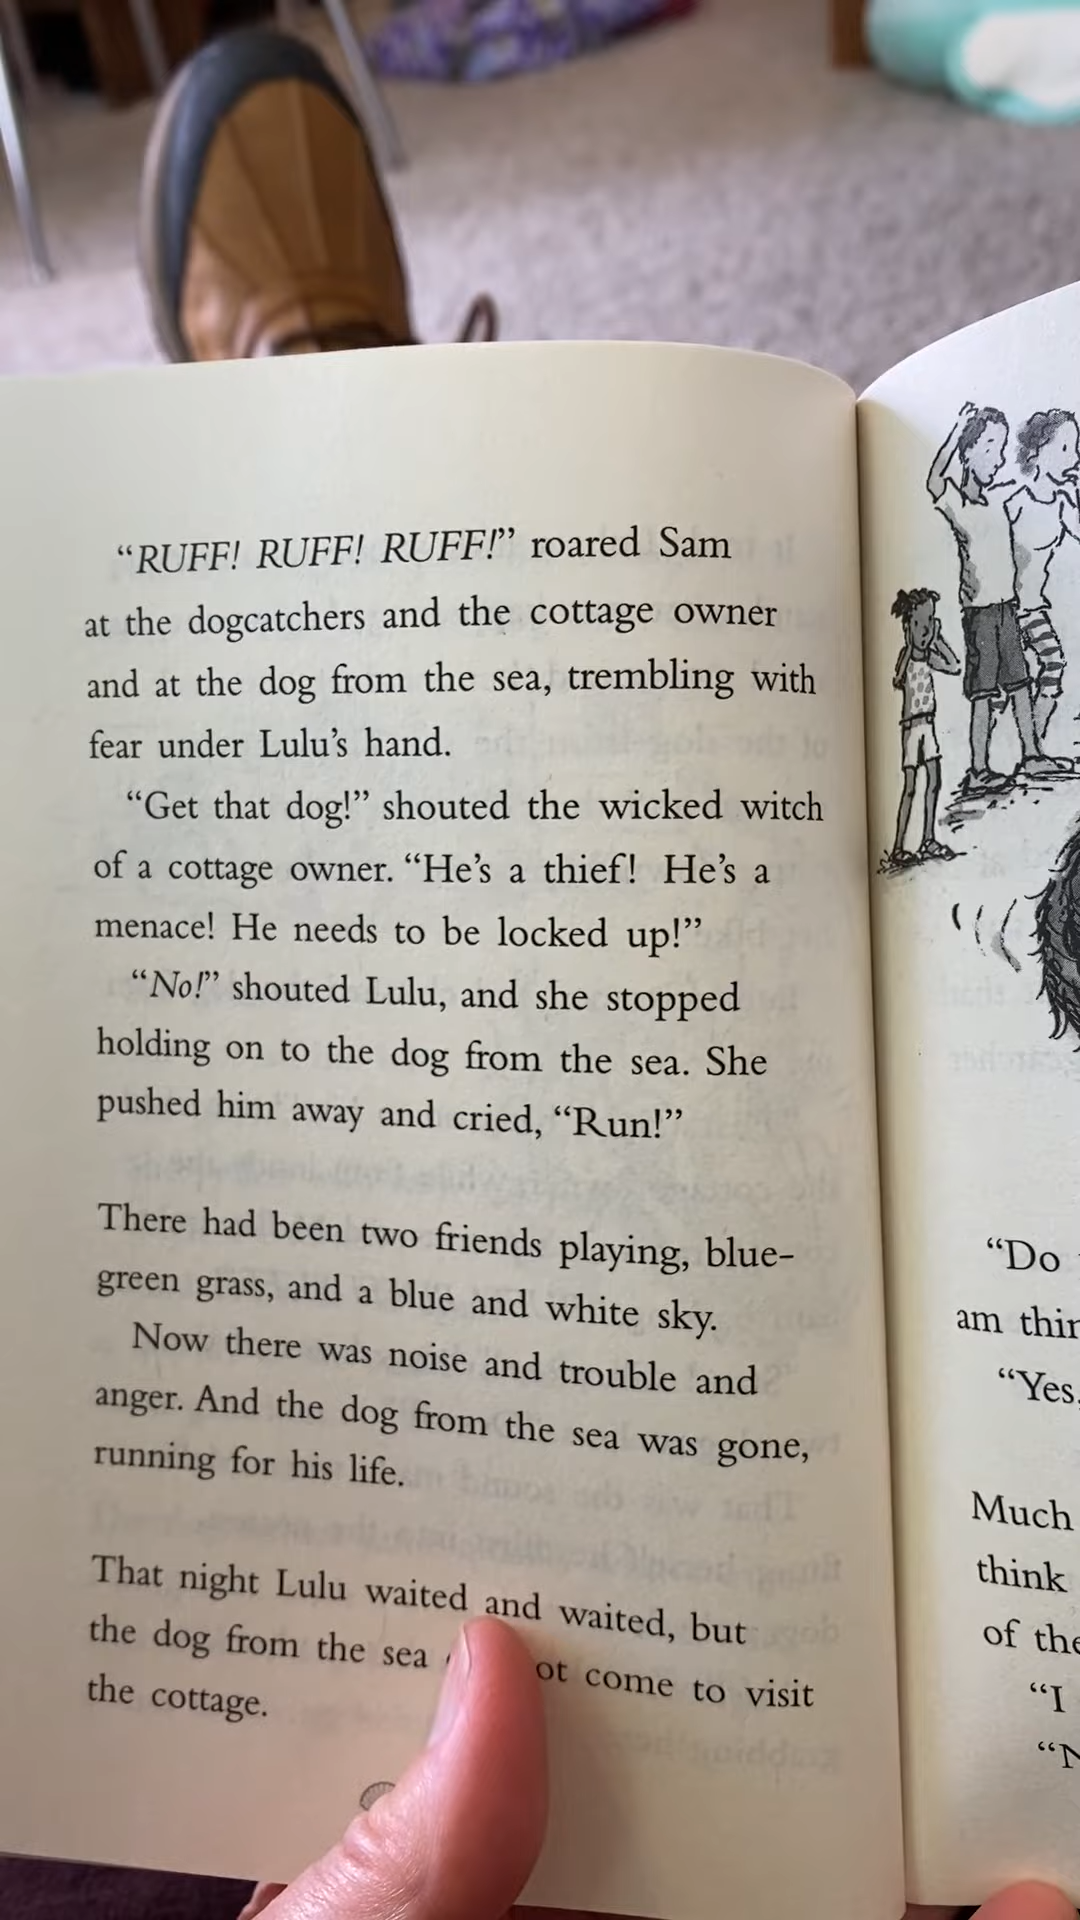 “RUFF! RUFF! RUFF!” roared Sam
at the dogcatchers and the cottage owner
and at the dog from the sea, trembling with
fear under Lulu’s hand.
“Get that dog!” shouted the wicked witch
of a cottage owner. “He’s a thief! He’s a
menace! He needs to be locked up!”
“No!” shouted Lulu, and she stopped
holding on to the dog from the sea. She
pushed him away and cried, “Run!”
There had been two friends playing, blue-
green grass, and a blue and white sky.
Now there was noise and trouble and
anger. And the dog from the sea was gone,
running for his life.
That night Lulu waited and waited, but
the dog from the sea ot come to visit
the cottage.
“Do
am
“Yes,
Much
think
of
“I